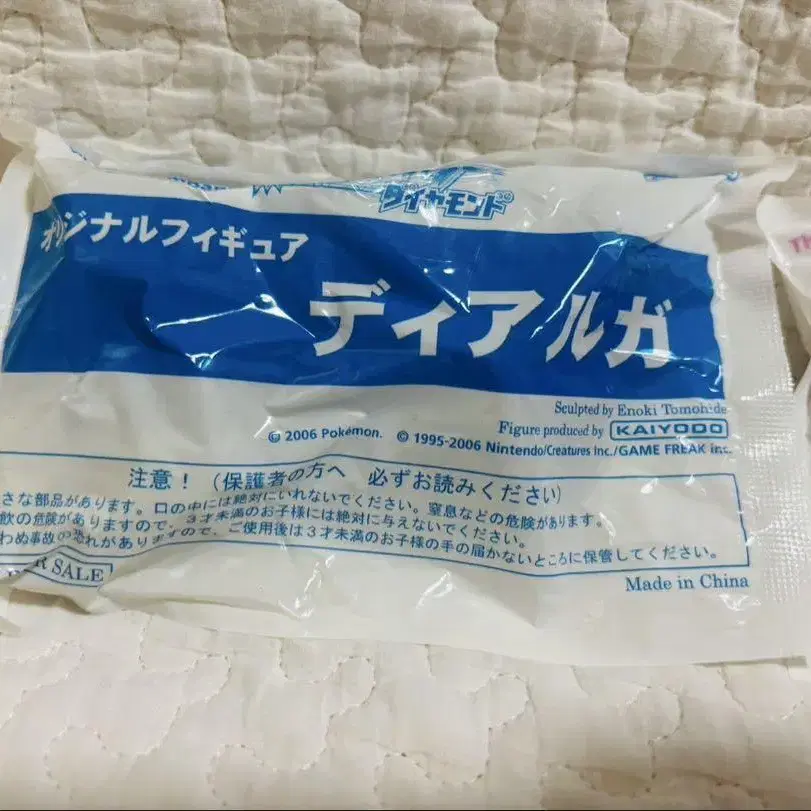 ダイヤモンド
オリジナルフィギュア
ディアルガ
Sculpted by Enoki Tomohide
Figure produced by KAIYODO
© 2006 Pokémon. © 1995-2006 Nintendo/Creatures Inc./GAME FREAK inc.
注意！（保護者の方へ 必ずお読みください）
さな部品があります。口の中には絶対にいれないでください。窒息などの危険があります。
飲の危険がありますので、３才未満のお子様には絶対に与えないでください。
わぬ事故の恐れがありますので、ご使用後は３才未満のお子様の手の届かないところに保管してください。
R SALE
Made in China